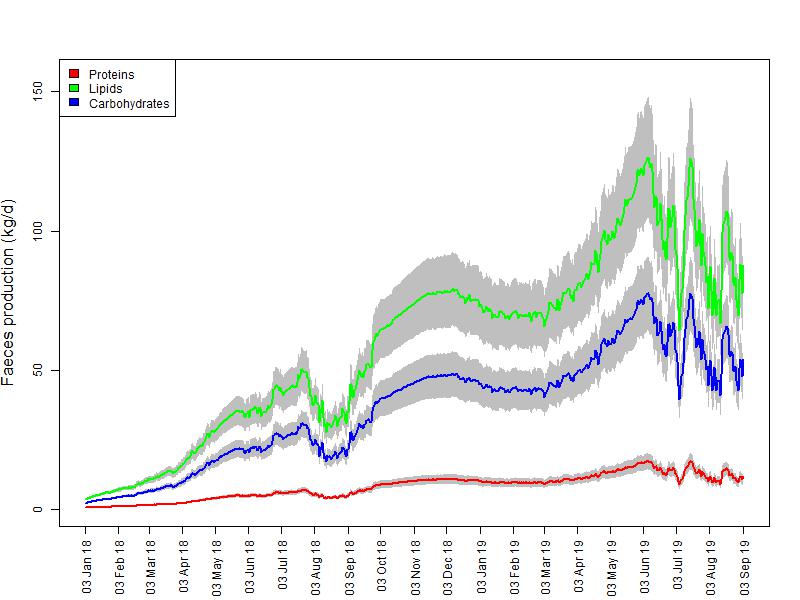 Proteins
Lipids
Carbohydrates
Faeces production (kg/d)
150
100
50
0
03 Jan 18
03 Feb 18
03 Mar 18
03 Apr 18
03 May 18
03 Jun 18
03 Jul 18
03 Aug 18
03 Sep 18
03 Oct 18
03 Nov 18
03 Dec 18
03 Jan 19
03 Feb 19
03 Mar 19
03 Apr 19
03 May 19
03 Jun 19
03 Jul 19
03 Aug 19
03 Sep 19